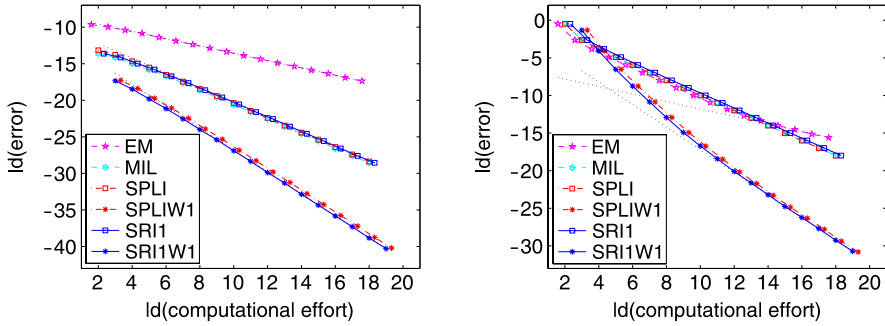 −10
−15
−20
−25
−30
−35
−40
ld(error)
EM
MIL
SPLI
SPLIW1
SRI1
SRI1W1
2 4 6 8 10 12 14 16 18 20
ld(computational effort)
0
−5
−10
−15
−20
−25
−30
ld(error)
EM
MIL
SPLI
SPLIW1
SRI1
SRI1W1
2 4 6 8 10 12 14 16 18 20
ld(computational effort)